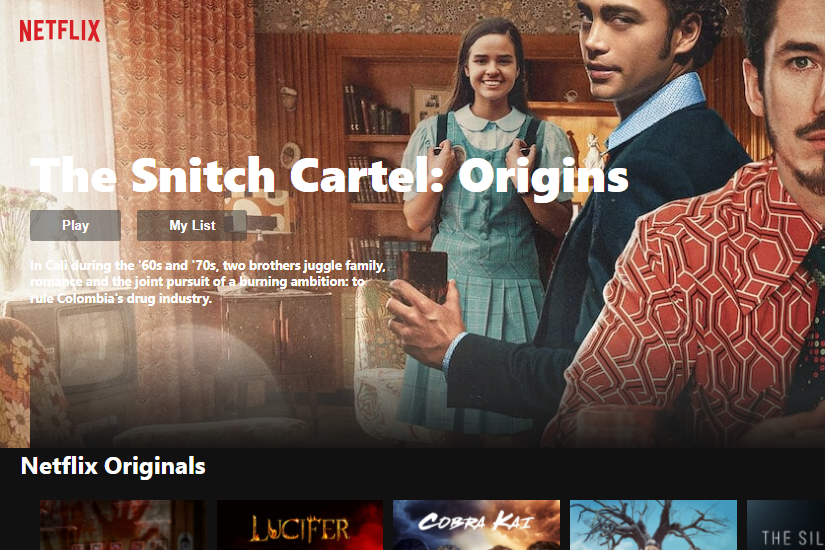 NETFLIX
The Snitch Cartel: Origins
Play
My List
In Cali during the '60s and '70s, two brothers juggle family,
romance and the joint pursuit of a burning ambition: to
rule Colombia's drug industry.
Netflix Originals
LUCIFER
COBRA KAI
THE SIL